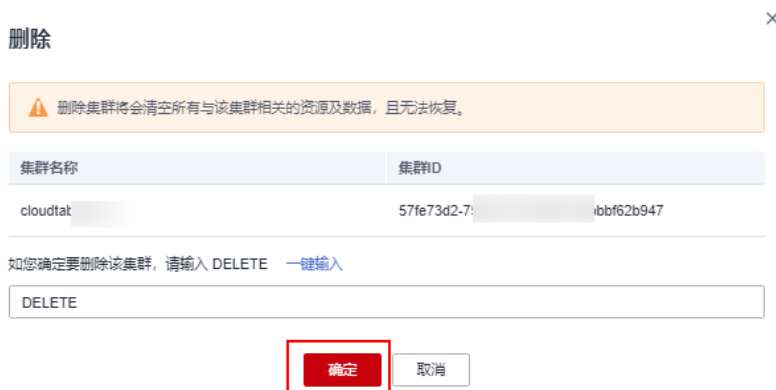 删除
删除集群将会清空所有与该集群相关的资源及数据，且无法恢复。
集群名称 集群ID
cloudtab 57fe73d2-7 bbf62b947
如您确定要删除该集群，请输入 DELETE 一键输入
DELETE
确定 取消